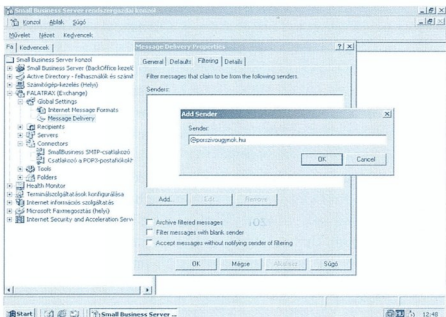 Small Business Server rendszergazdai konzol
Konzol Ablak Súgó
Művelet Nézet Kedvencek
Fa Kedvencek
Small Business Server konzol
Small Business Server (BackOffice kezelő
Active Directory - felhasználók és számít
Számítógép-kezelés (Helyi)
FALATRAX (Exchange)
Global Settings
Internet Message Formats
Message Delivery
Recipients
Servers
Connectors
SmallBusiness SMTP-csatlakozó
Csatlakozó a POP3-postafiókokhoz
Tools
Folders
Health Monitor
Terminálszolgáltatások konfigurálása
Internet információs szolgáltatás
Microsoft Faxmegosztás (helyi)
Internet Security and Acceleration Serv
Message Delivery Properties
General Defaults Filtering Details
Filter messages that claim to be from the following senders.
Senders:
Add Sender
Sender:
@porszivougynok.hu
OK Cancel
Add... Edit... Remove
Archive filtered messages
Filter messages with blank sender
Accept messages without notifying sender of filtering
OK Mégse Alkalmaz Súgó
Start Small Business Server ... 12:48